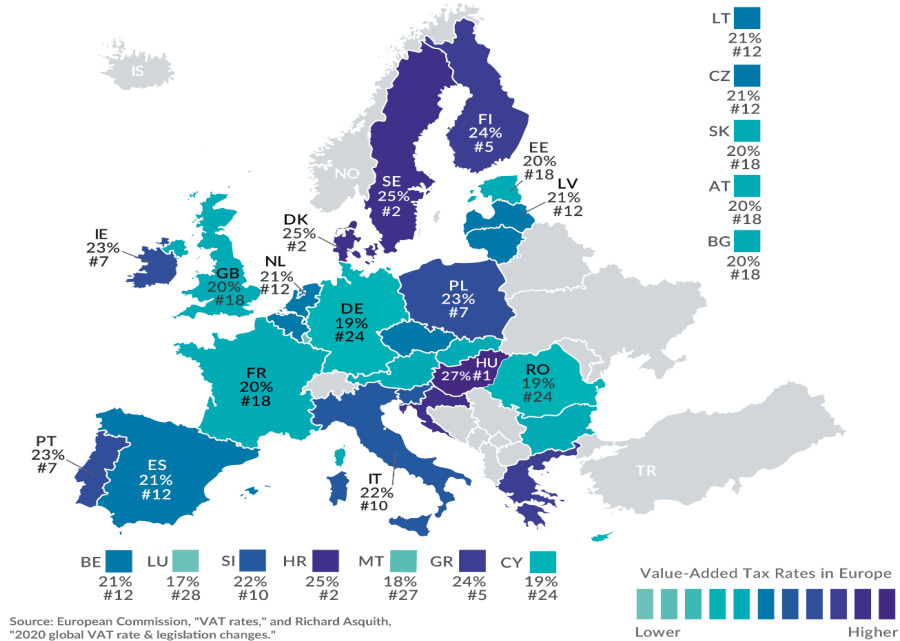 IS
NO
FI
24%
#5
SE
25%
#2
EE
20%
#18
LV
21%
#12
DK
25%
#2
IE
23%
#7
GB
20%
#18
NL
21%
#12
DE
19%
#24
PL
23%
#7
HU
27% #1
RO
19%
#24
FR
20%
#18
PT
23%
#7
ES
21%
#12
IT
22%
#10
TR
LT
21%
#12
CZ
21%
#12
SK
20%
#18
AT
20%
#18
BG
20%
#18
BE LU SI HR MT GR CY
21% 17% 22% 25% 18% 24% 19%
#12 #28 #10 #2 #27 #5 #24
Value-Added Tax Rates in Europe
Lower Higher
Source: European Commission, "VAT rates," and Richard Asquith,
"2020 global VAT rate & legislation changes."